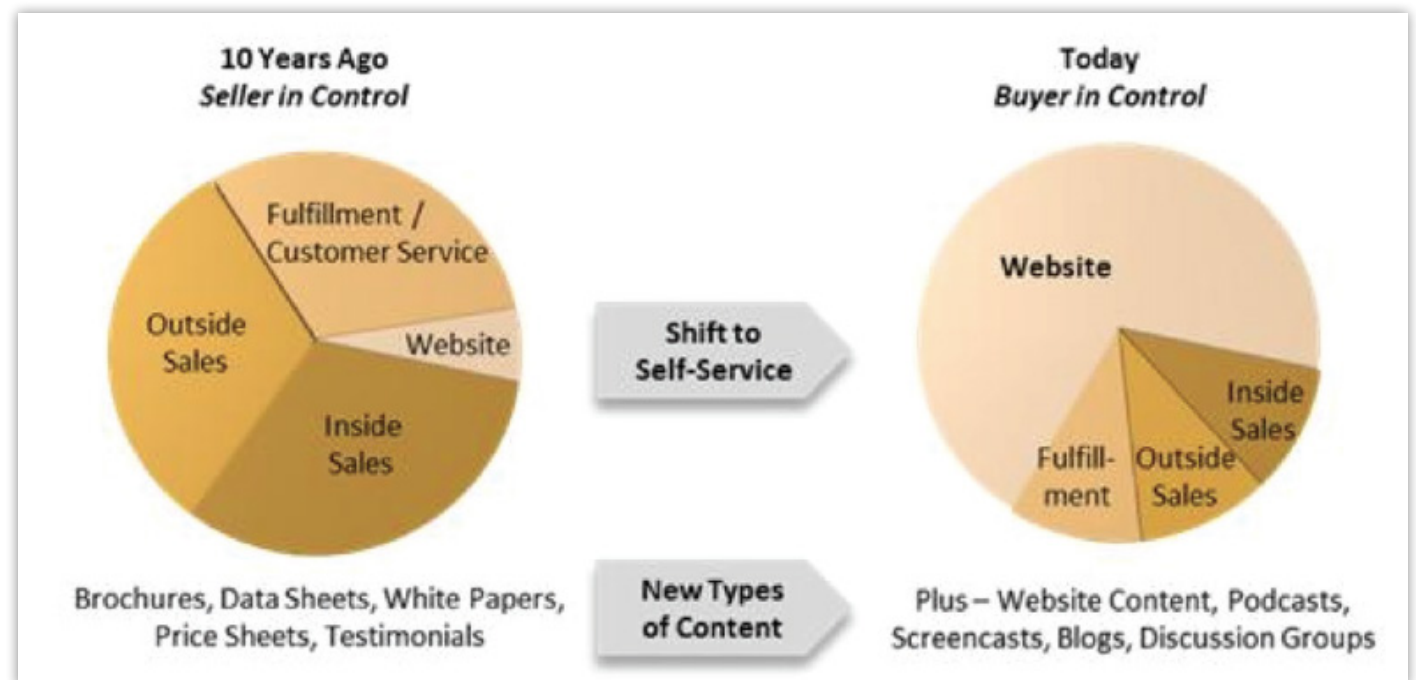 10 Years Ago
Seller in Control
Fulfillment /
Customer Service
Outside
Sales
Website
Inside
Sales
Brochures, Data Sheets, White Papers,
Price Sheets, Testimonials
Shift to
Self-Service
New Types
of Content
Today
Buyer in Control
Website
Inside
Sales
Fulfill-
ment
Outside
Sales
Plus – Website Content, Podcasts,
Screencasts, Blogs, Discussion Groups